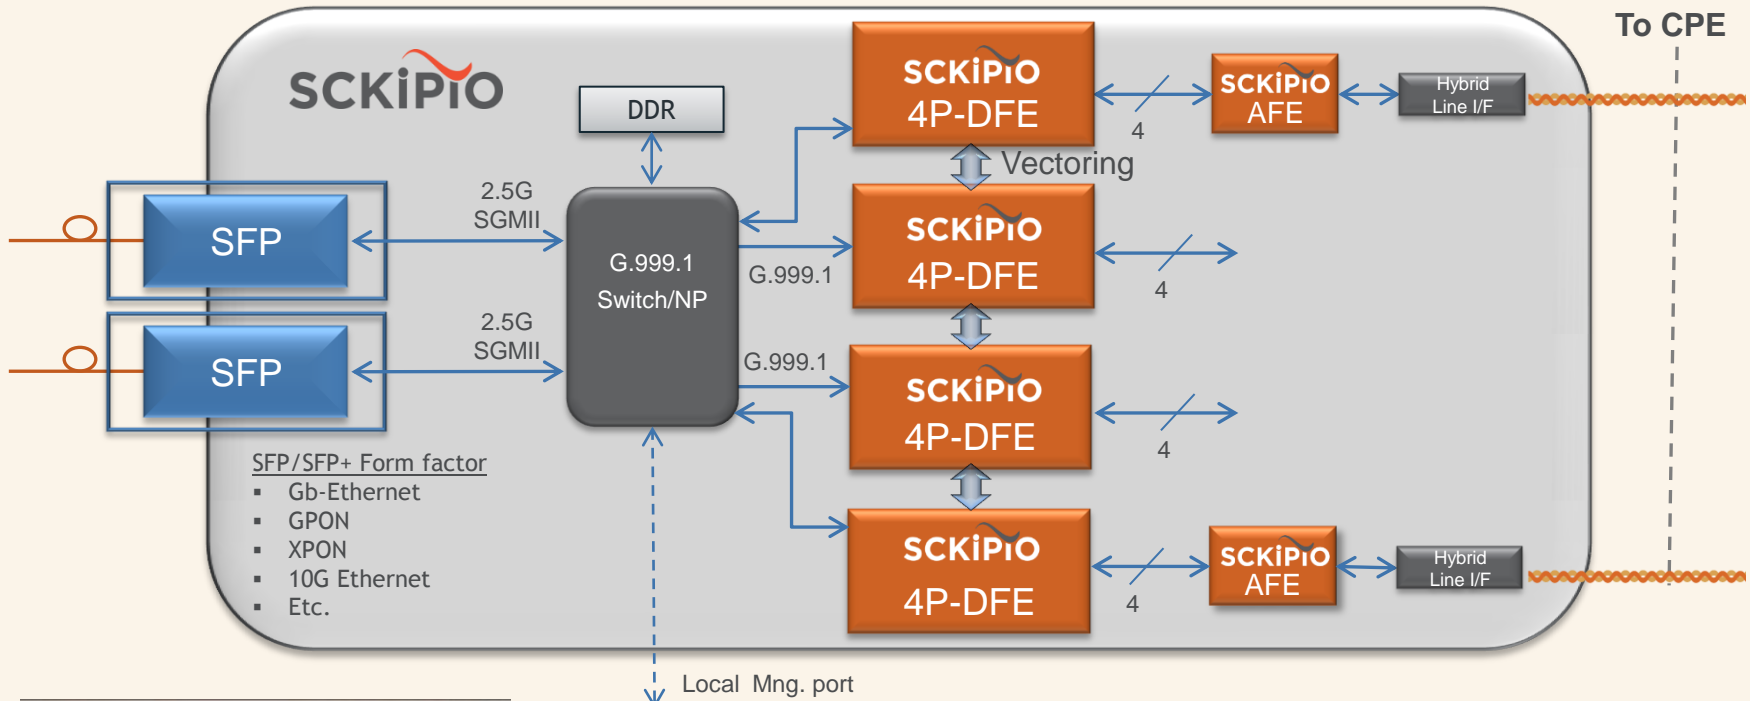 To CPE
SCKiPiO
DDR
SCKiPiO
4P-DFE
4
SCKiPiO
AFE
Hybrid
Line I/F
Vectoring
SFP
2.5G
SGMII
G.999.1
Switch/NP
G.999.1
SCKiPiO
4P-DFE
4
SFP
2.5G
SGMII
G.999.1
SCKiPiO
4P-DFE
4
SFP/SFP+ Form factor
▪ Gb-Ethernet
▪ GPON
▪ XPON
▪ 10G Ethernet
▪ Etc.
SCKiPiO
4P-DFE
4
SCKiPiO
AFE
Hybrid
Line I/F
Local Mng. port